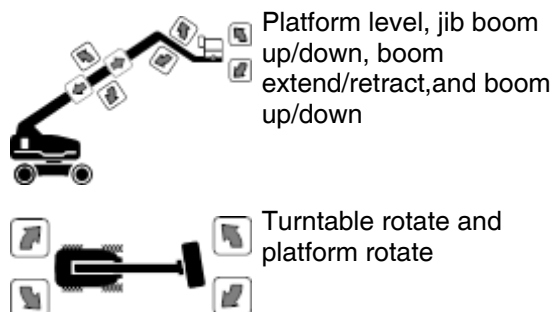 Platform level, jib boom
up/down, boom
extend/retract,and boom
up/down
Turntable rotate and
platform rotate